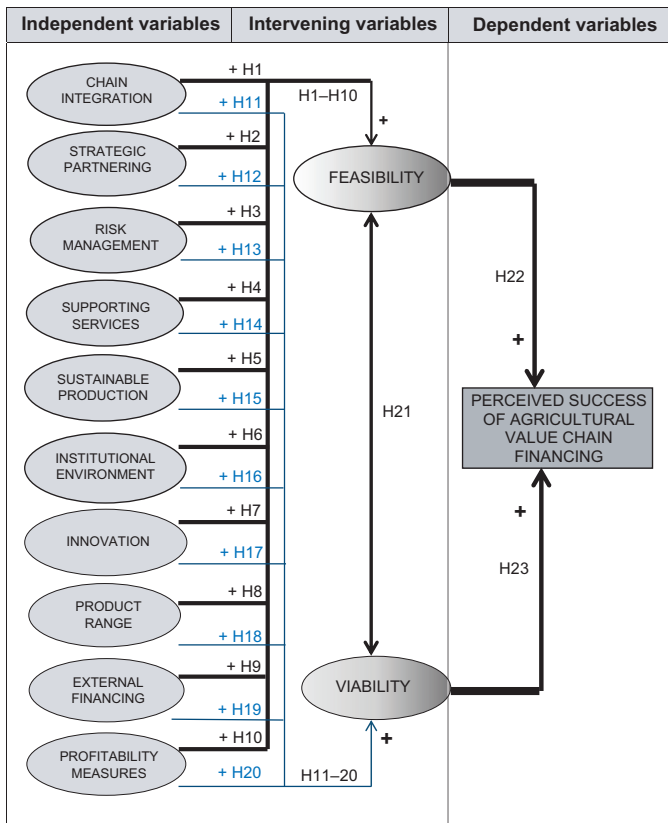 Independent variables
Intervening variables
Dependent variables
CHAIN
INTEGRATION
+ H1
+ H11
STRATEGIC
PARTNERING
+ H2
+ H12
RISK
MANAGEMENT
+ H3
+ H13
SUPPORTING
SERVICES
+ H4
+ H14
SUSTAINABLE
PRODUCTION
+ H5
+ H15
INSTITUTIONAL
ENVIRONMENT
+ H6
+ H16
INNOVATION
+ H7
+ H17
PRODUCT
RANGE
+ H8
+ H18
EXTERNAL
FINANCING
+ H9
+ H19
PROFITABILITY
MEASURES
+ H10
+ H20
H1–H10
+
FEASIBILITY
H21
VIABILITY
+
H11–20
H22
+
PERCEIVED SUCCESS
OF AGRICULTURAL
VALUE CHAIN
FINANCING
+
H23